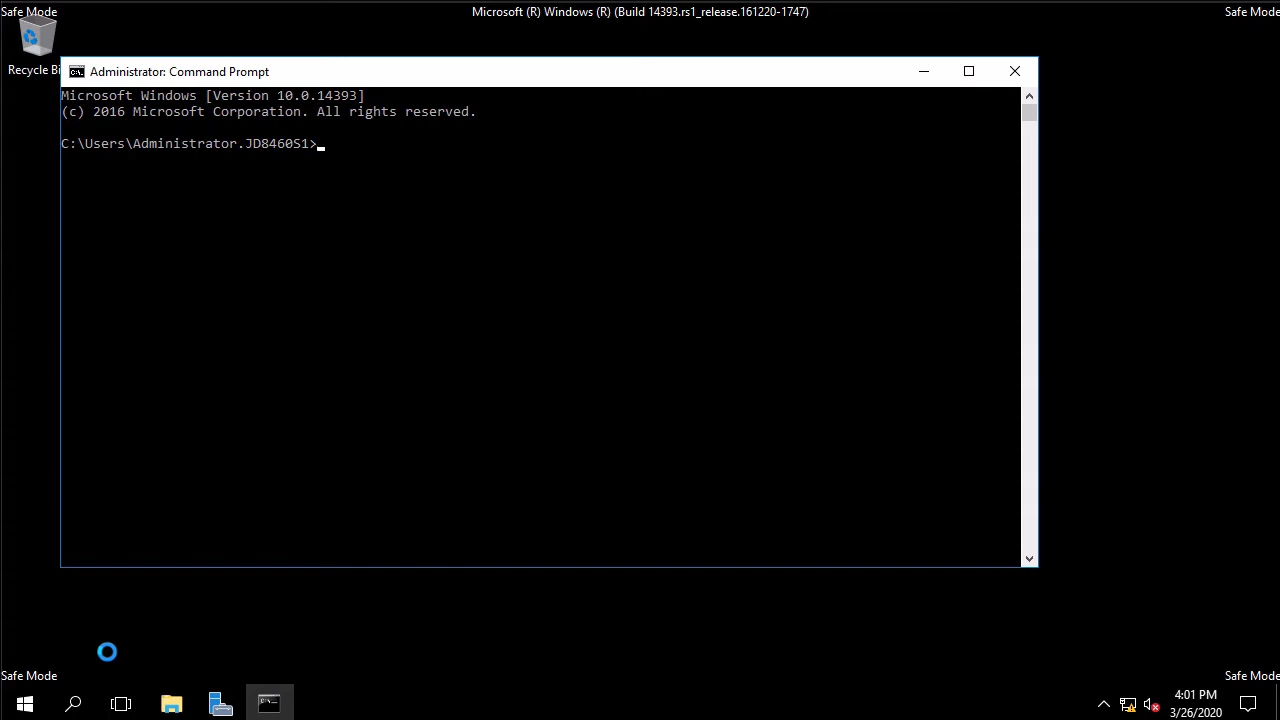 Safe Mode
Microsoft (R) Windows (R) (Build 14393.rs1_release.161220-1747)
Safe Mode
Recycle Bi
Administrator: Command Prompt
Microsoft Windows [Version 10.0.14393]
(c) 2016 Microsoft Corporation. All rights reserved.
C:\Users\Administrator.JD8460S1>
Safe Mode
Safe Mode
4:01 PM
3/26/2020